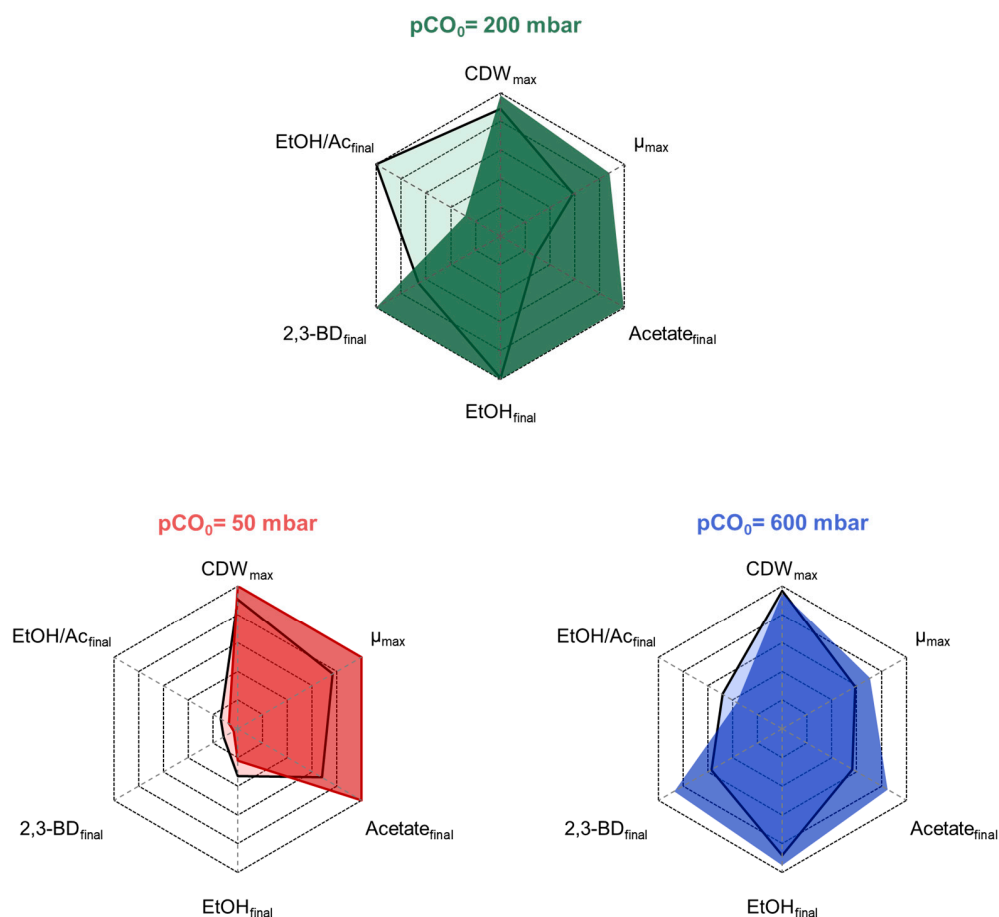 pCO₀= 200 mbar
CDWmax
EtOH/Acfinal
µmax
2,3-BDfinal
Acetatefinal
EtOHfinal
pCO₀= 50 mbar
CDWmax
EtOH/Acfinal
µmax
2,3-BDfinal
Acetatefinal
EtOHfinal
pCO₀= 600 mbar
CDWmax
EtOH/Acfinal
µmax
2,3-BDfinal
Acetatefinal
EtOHfinal